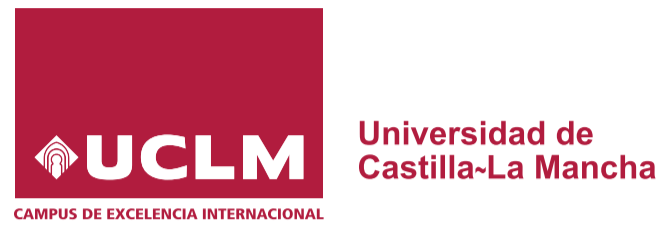 UCLM
CAMPUS DE EXCELENCIA INTERNACIONAL
Universidad de
Castilla~La Mancha